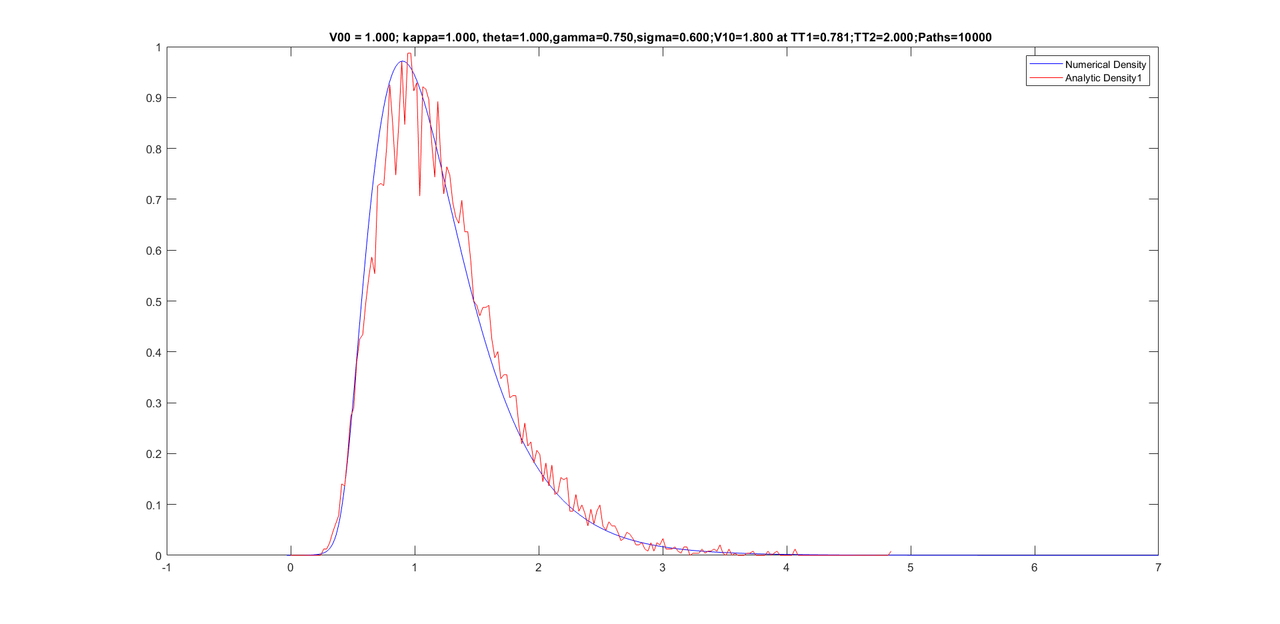 V00 = 1.000; kappa=1.000, theta=1.000,gamma=0.750,sigma=0.600;V10=1.800 at TT1=0.781;TT2=2.000;Paths=10000
Numerical Density
Analytic Density1
1
0.9
0.8
0.7
0.6
0.5
0.4
0.3
0.2
0.1
0
-1 0 1 2 3 4 5 6 7